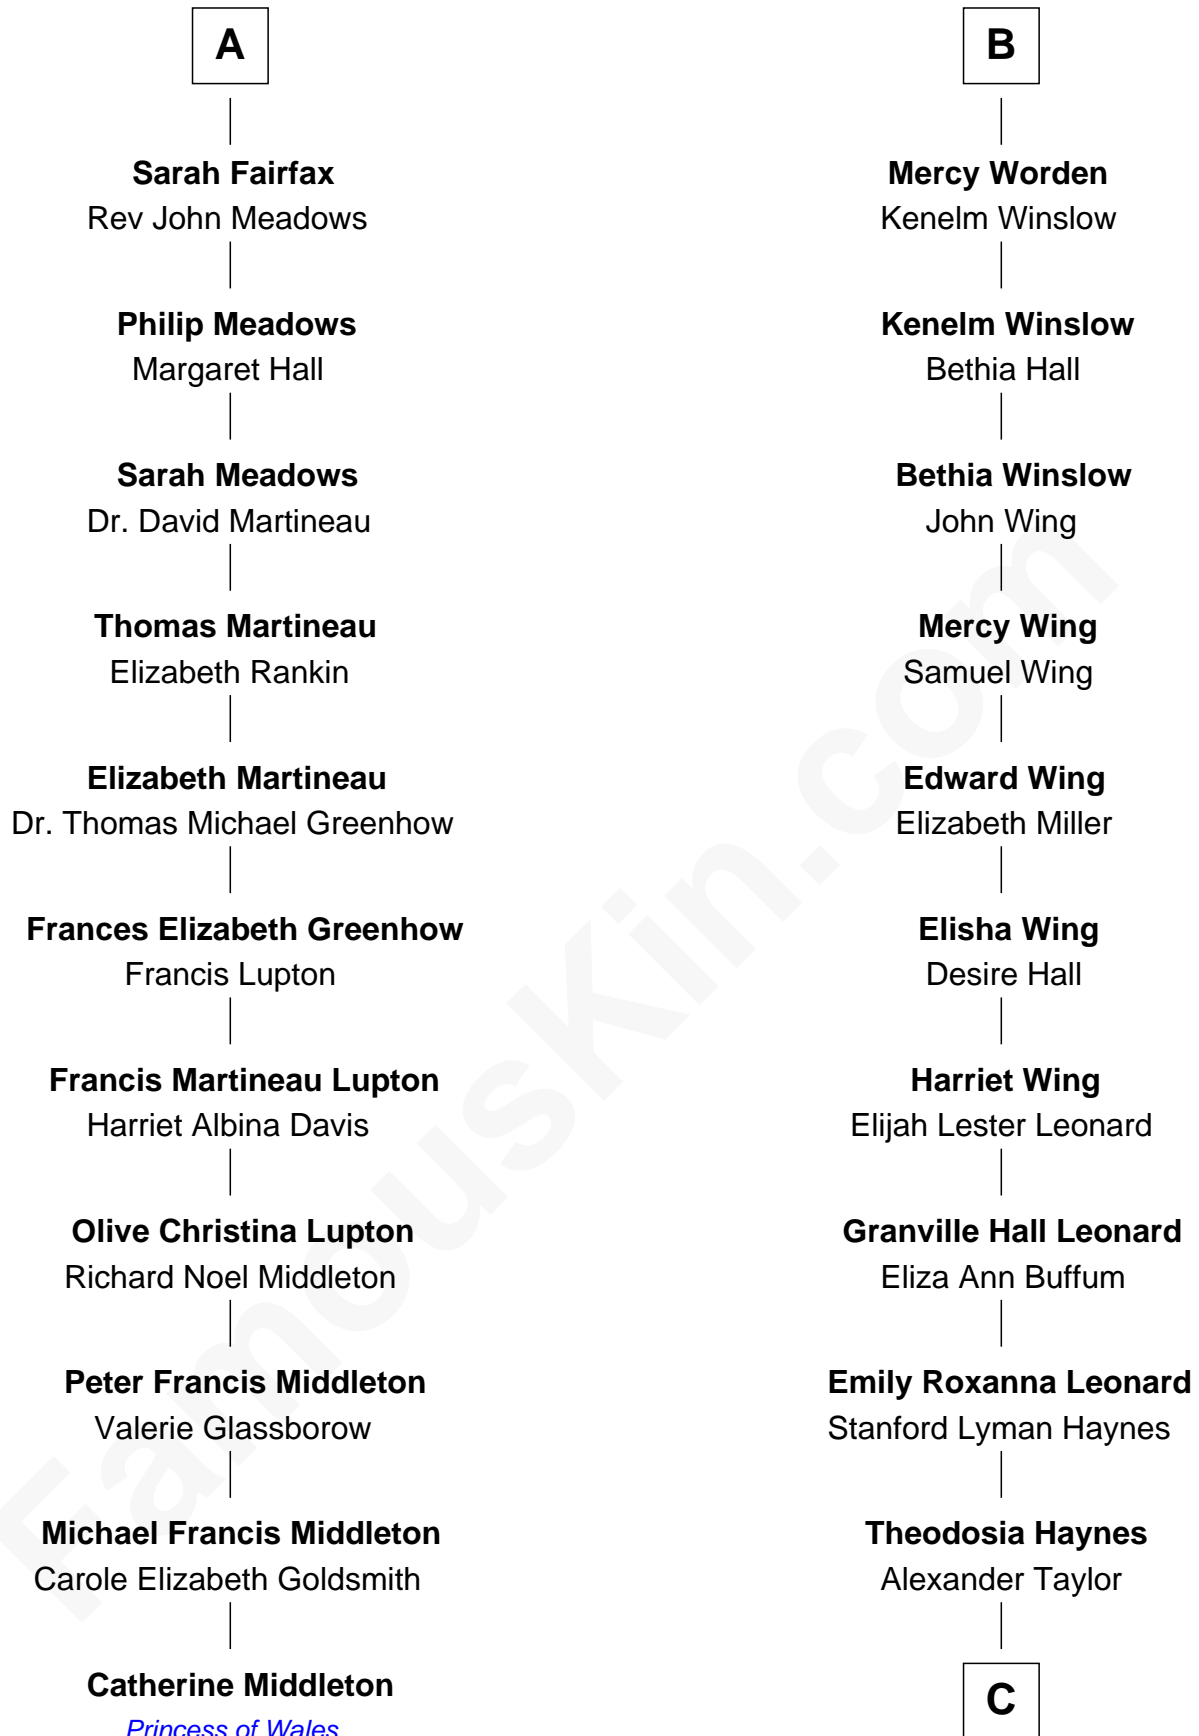 A
Sarah Fairfax
Rev John Meadows
Philip Meadows
Margaret Hall
Sarah Meadows
Dr. David Martineau
Thomas Martineau
Elizabeth Rankin
Elizabeth Martineau
Dr. Thomas Michael Greenhow
Frances Elizabeth Greenhow
Francis Lupton
Francis Martineau Lupton
Harriet Albina Davis
Olive Christina Lupton
Richard Noel Middleton
Peter Francis Middleton
Valerie Glassborow
Michael Francis Middleton
Carole Elizabeth Goldsmith
Catherine Middleton
Princess of Wales
B
Mercy Worden
Kenelm Winslow
Kenelm Winslow
Bethia Hall
Bethia Winslow
John Wing
Mercy Wing
Samuel Wing
Edward Wing
Elizabeth Miller
Elisha Wing
Desire Hall
Harriet Wing
Elijah Lester Leonard
Granville Hall Leonard
Eliza Ann Buffum
Emily Roxanna Leonard
Stanford Lyman Haynes
Theodosia Haynes
Alexander Taylor
C
FamousKin.com